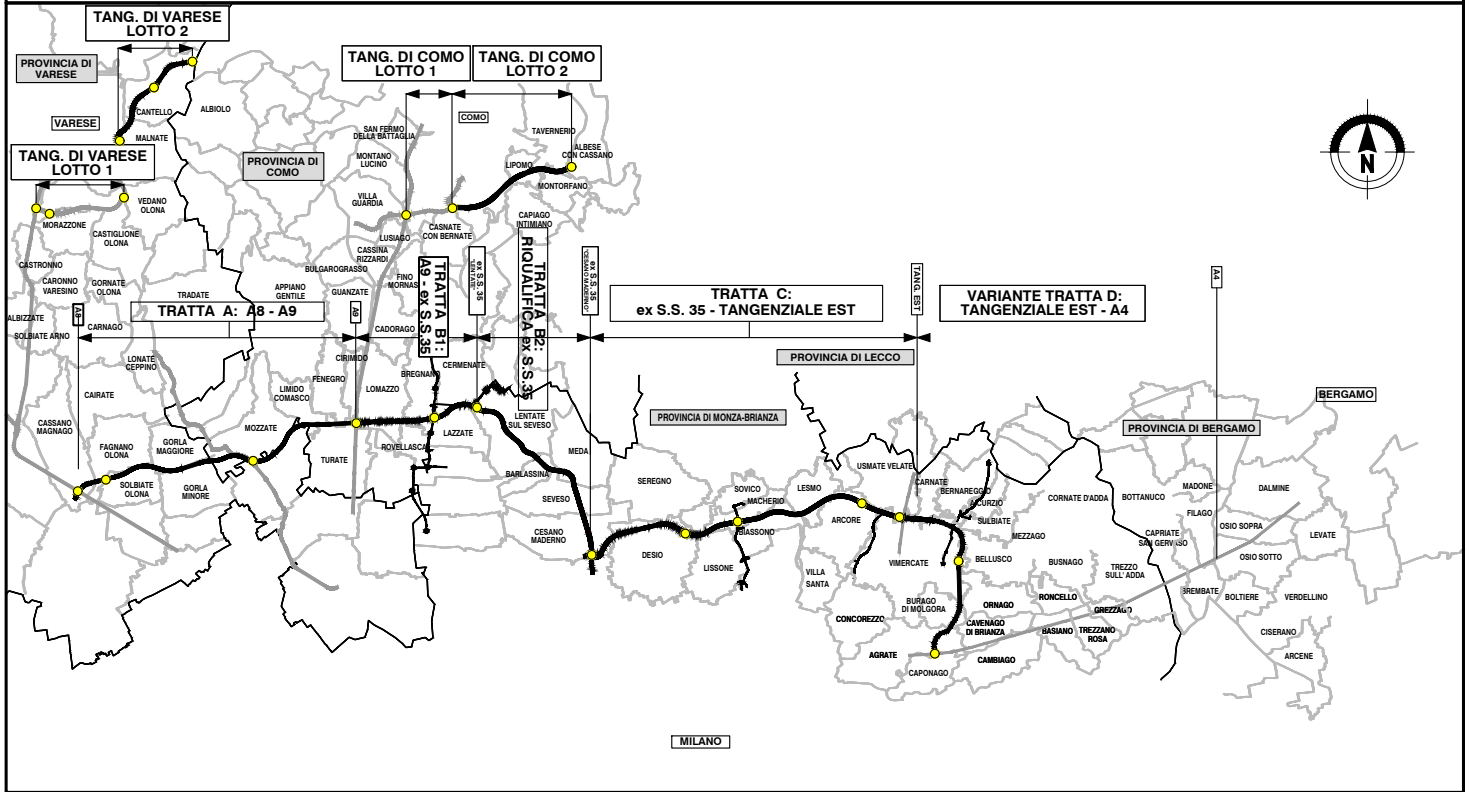 TANG. DI VARESE
LOTTO 2
PROVINCIA DI
VARESE
TANG. DI COMO
LOTTO 1
TANG. DI COMO
LOTTO 2
CANTELLO
ALBIOLO
VARESE
COMO
MALNATE
SAN FERMO
DELLA BATTAGLIA
TAVERNERIO
ALBESE
CON CASSANO
TANG. DI VARESE
LOTTO 1
PROVINCIA DI
COMO
MONTANO
LUCINO
LIPOMO
MONTORFANO
N
VEDANO
OLONA
VILLA
GUARDIA
MORAZZONE
CAPIAGO
INTIMIANO
CASTIGLIONE
OLONA
LUSIAGO
CASNATE
CON BERNATE
CASSINA
RIZZARDI
CASTRONNO
BULGAROGRASSO
CARONNO
VARESINO
GORNATE
OLONA
FINO
MORNAS
TRADATE
APPIANO
GENTILE
GUANZATE
TRATTA B1:
A9 - ex S.S.35
ex S.S. 35
"LENTATE"
TRATTA B2:
RIQUALIFICA ex S.S.35
ex S.S. 35
"CESANO MADERNO"
TRATTA C:
ex S.S. 35 - TANGENZIALE EST
TANG. EST
VARIANTE TRATTA D:
TANGENZIALE EST - A4
A4
ALBIZZATE
A8
TRATTA A: A8 - A9
A9
CARNAGO
SOLBIATE ARNO
CADORAGO
LONATE
CEPPINO
CIRIMIDO
CERMENATE
PROVINCIA DI LECCO
BREGNANO
FENEGRO
LIMIDO
COMASCO
LOMAZZO
CAIRATE
BERGAMO
CASSANO
MAGNAGO
LENTATE
SUL SEVESO
PROVINCIA DI MONZA-BRIANZA
PROVINCIA DI BERGAMO
MOZZATE
LAZZATE
GORLA
MAGGIORE
FAGNANO
OLONA
ROVELLASCA
TURATE
MEDA
BARLASSINA
USMATE VELATE
SOLBIATE
OLONA
GORLA
MINORE
SEREGNO
CARNATE
BERNAREGGIO
AICURZIO
SOVICO
LESMO
MACHERIO
MADONE
DALMINE
SEVESO
CORNATE D'ADDA
BOTTANUCO
FILAGO
CESANO
MADERNO
BIASSONO
ARCORE
SULBIATE
MEZZAGO
CAPRIATE
SAN GERVASO
OSIO SOPRA
LEVATE
DESIO
LISSONE
VIMERCATE
BELLUSCO
BUSNAGO
TREZZO
SULL' ADDA
OSIO SOTTO
VILLA
SANTA
BREMBATE
BOLTIERE
VERDELLINO
BURAGO
DI MOLGORA
ORNAGO
RONCELLO
GREZZAGO
CONCOREZZO
CAVENAGO
DI BRIANZA
BASIANO
TREZZANO
ROSA
CISERANO
AGRATE
CAMBIAGO
ARCENE
CAPONAGO
MILANO